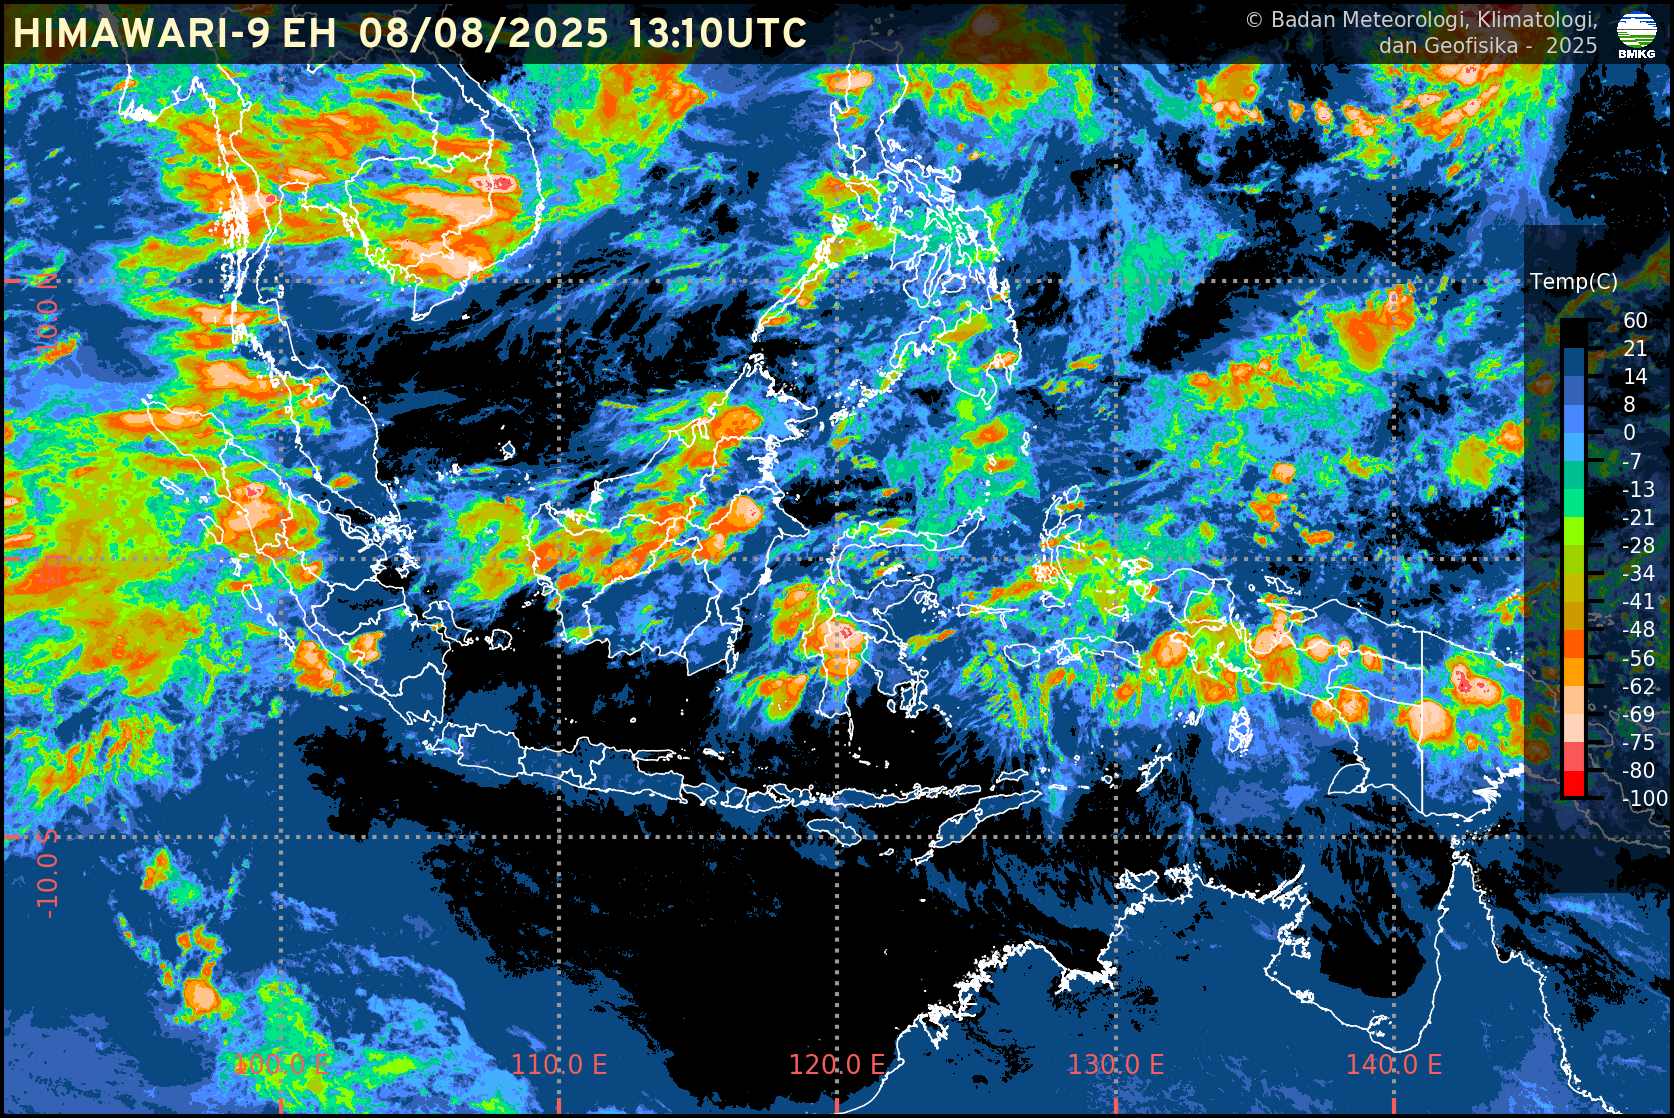 HIMAWARI-9 EH 08/08/2025 13:10UTC
© Badan Meteorologi, Klimatologi,
dan Geofisika - 2025
BMKG
10.0 N
Eq
-10.0 S
Temp(C)
60
21
14
8
0
-7
-13
-21
-28
-34
-41
-48
-56
-62
-69
-75
-80
-100
100.0 E
110.0 E
120.0 E
130.0 E
140.0 E